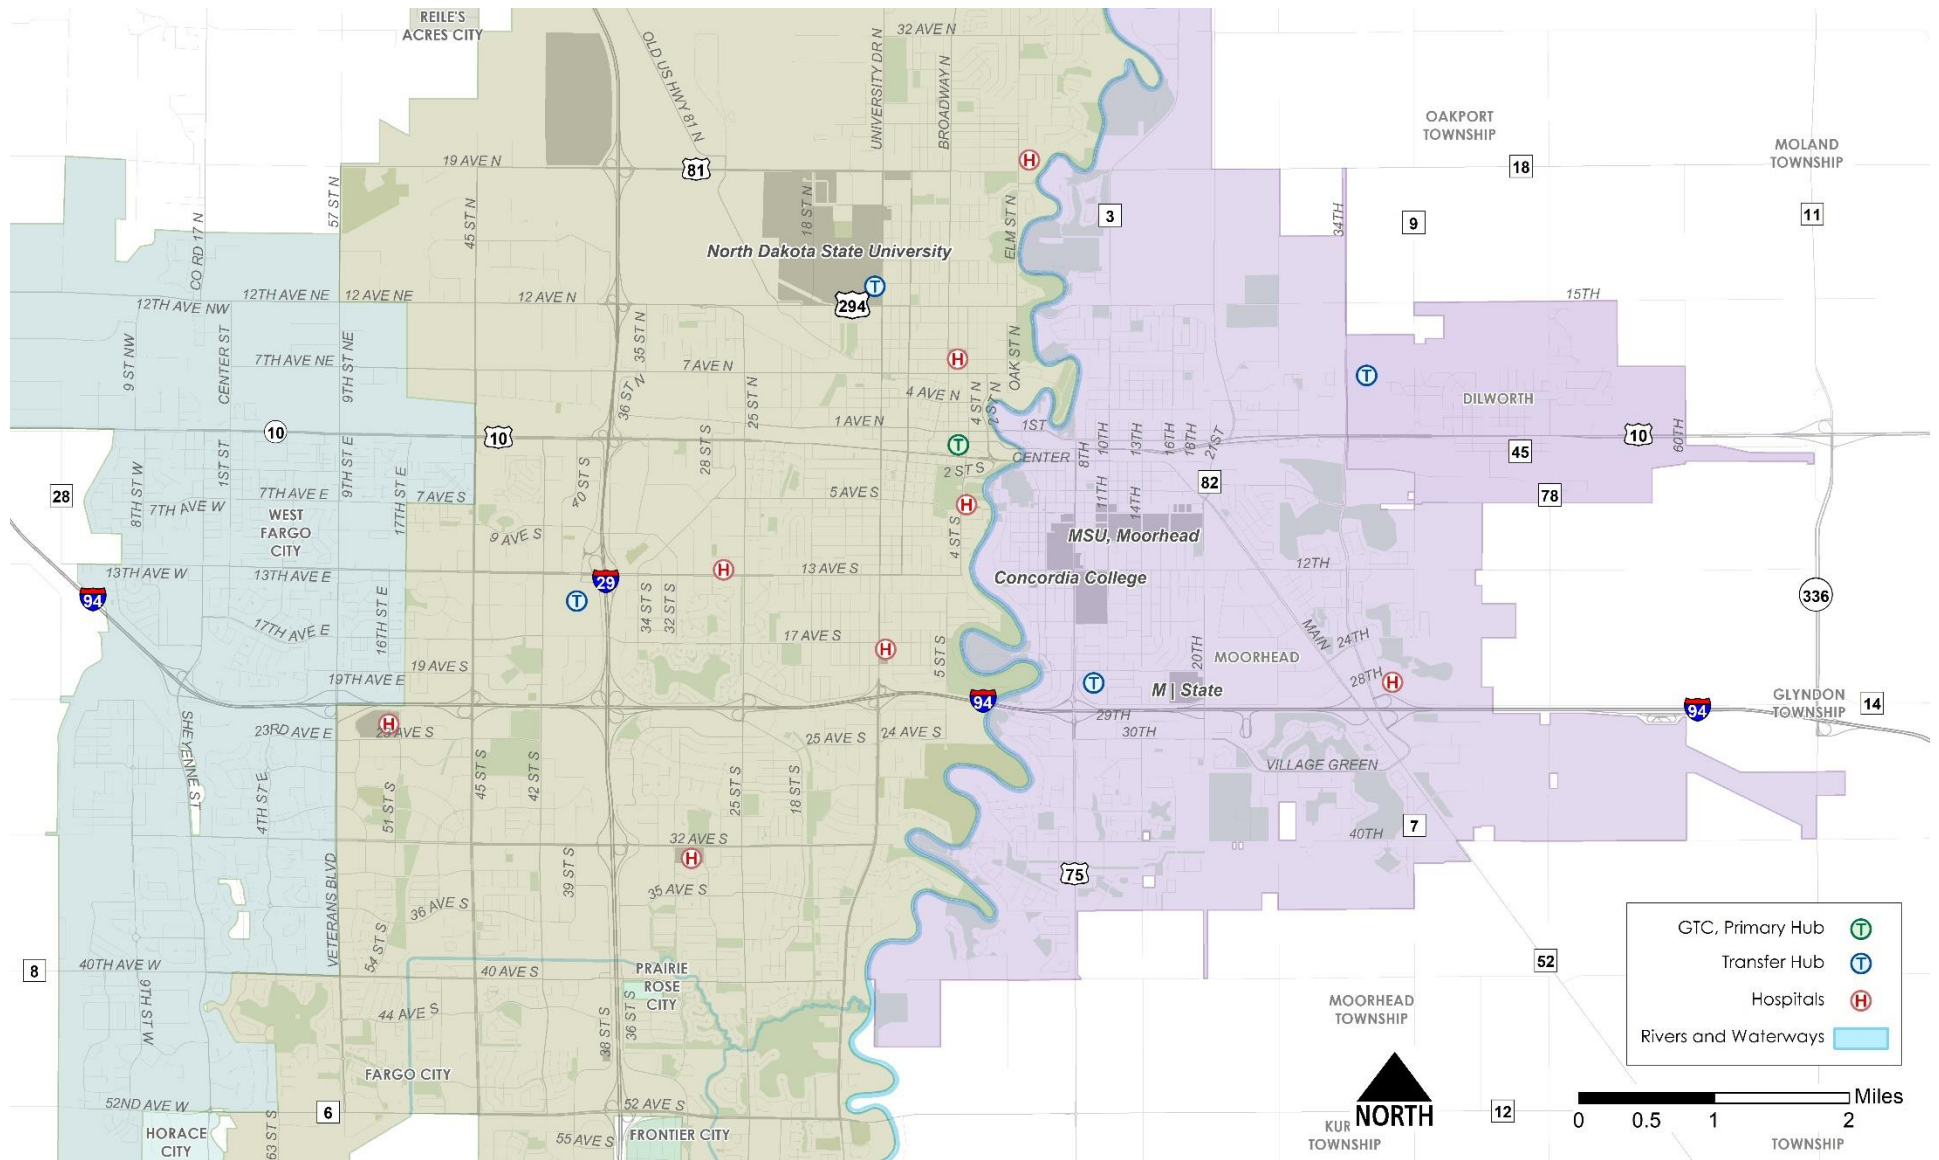 REILE'S
ACRES CITY
32 AVE N
OLD US HWY 81 N
UNIVERSITY DR N
BROADWAY N
OAKPORT
TOWNSHIP
MOLAND
TOWNSHIP
19 AVE N
81
H
18
57 ST N
45 ST N
CO RD 17 N
18 ST N
ELM ST N
3
34TH
9
11
North Dakota State University
T
294
12TH AVE NW
12TH AVE NE
12 AVE NE
12 AVE N
15TH
9 ST NW
CENTER ST
9TH ST NE
35 ST N
OAK ST N
7TH AVE NE
7 AVE N
H
T
36 ST N
25 ST N
4 AVE N
4 ST N
2 ST N
DILWORTH
10
10
1 AVE N
1ST
T
CENTER
8TH
10TH
13TH
16TH
18TH
21ST
10
60TH
45
1ST ST
9TH ST E
17TH ST E
40 ST S
28 ST S
2 ST S
28
8TH ST W
7TH AVE W
7TH AVE E
7 AVE S
5 AVE S
H
11TH
14TH
82
78
WEST
FARGO
CITY
9 AVE S
4 ST S
MSU, Moorhead
13TH AVE W
13TH AVE E
H
13 AVE S
Concordia College
12TH
94
29
T
336
16TH ST E
34 ST S
32 ST S
17TH AVE E
17 AVE S
H
5 ST S
MAIN
24TH
20TH
MOORHEAD
19 AVE S
19TH AVE E
T
M | State
28TH
H
94
94
GLYNDON
TOWNSHIP
14
SHEYENNE ST
23RD AVE E
H
23 AVE S
25 AVE S
24 AVE S
29TH
30TH
VILLAGE GREEN
4TH ST E
51 ST S
45 ST S
42 ST S
25 ST S
18 ST S
32 AVE S
H
40TH
7
VETERANS BLVD
39 ST S
35 AVE S
75
36 AVE S
54 ST S
GTC, Primary Hub T
Transfer Hub T
Hospitals H
Rivers and Waterways
8
40TH AVE W
9TH ST W
40 AVE S
PRAIRIE
ROSE
CITY
52
44 AVE S
38 ST S
36 ST S
MOORHEAD
TOWNSHIP
FARGO CITY
52ND AVE W
6
52 AVE S
NORTH
12
Miles
0 0.5 1 2
HORACE
CITY
63 ST S
55 AVE S
FRONTIER CITY
KUR
TOWNSHIP
TOWNSHIP